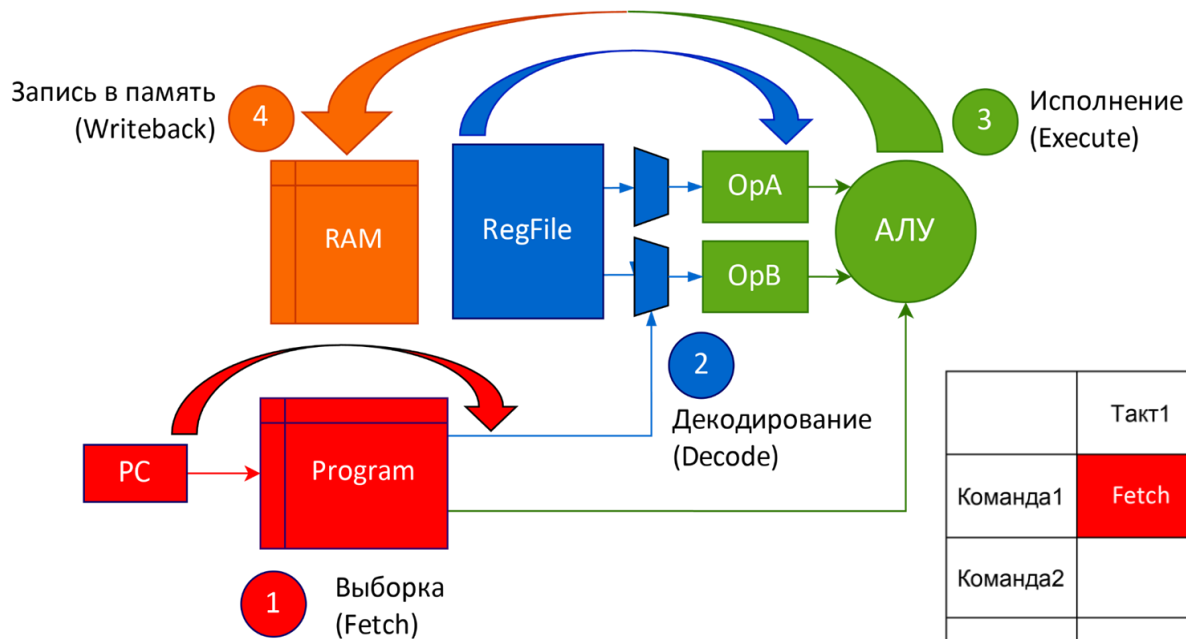 Запись в память
(Writeback)
4
3
Исполнение
(Execute)
RAM
RegFile
OpA
OpB
АЛУ
2
Декодирование
(Decode)
PC
Program
1
Выборка
(Fetch)
Такт1
Команда1 Fetch
Команда2